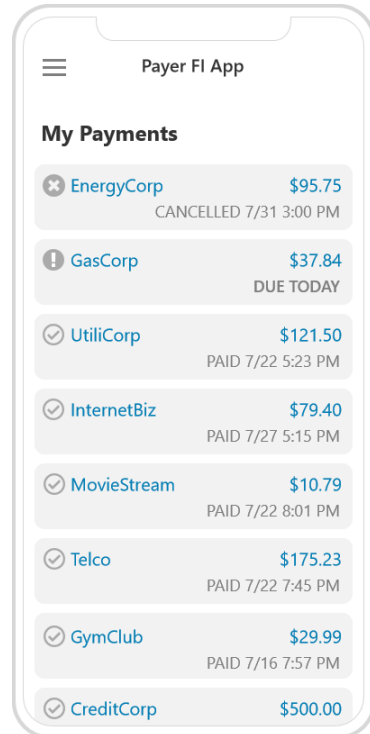 Payer FI App
My Payments
EnergyCorp $95.75
CANCELLED 7/31 3:00 PM
GasCorp $37.84
DUE TODAY
UtiliCorp $121.50
PAID 7/22 5:23 PM
InternetBiz $79.40
PAID 7/27 5:15 PM
MovieStream $10.79
PAID 7/22 8:01 PM
Telco $175.23
PAID 7/22 7:45 PM
GymClub $29.99
PAID 7/16 7:57 PM
CreditCorp $500.00